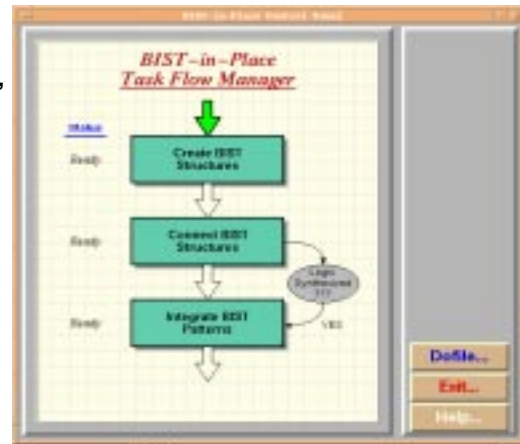 BIST-in-Place Control Panel
BIST-in-Place
Task Flow Manager
Status
Ready
Create BIST
Structures
Ready
Connect BIST
Structures
Logic
Synthesized
???
Ready
Integrate BIST
Patterns
YES
Dofile...
Exit...
Help...
,